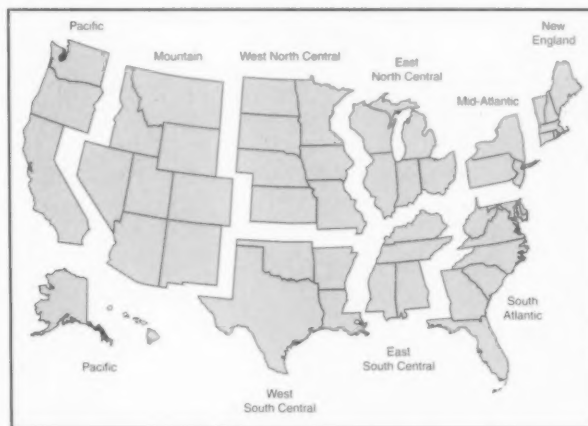 Pacific
Mountain
West North Central
East
North Central
New
England
Mid-Atlantic
South
Atlantic
Pacific
East
South Central
West
South Central